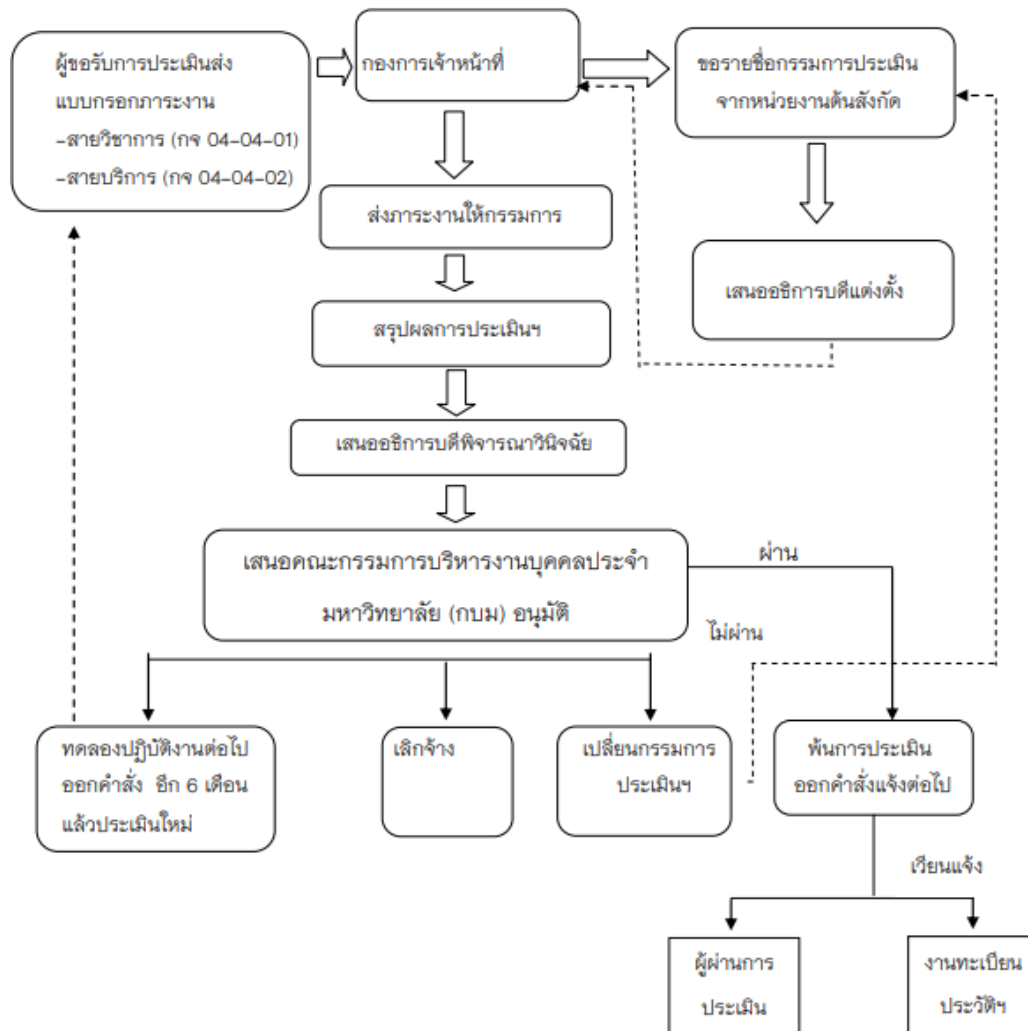 ผู้ขอรับการประเมินส่ง
แบบกรอกภาระงาน
-สายวิชาการ (กจ 04-04-01)
-สายบริการ (กจ 04-04-02)
กองการเจ้าหน้าที่
ขอรายชื่อกรรมการประเมิน
จากหน่วยงานต้นสังกัด
ส่งภาระงานให้กรรมการ
เสนออธิการบดีแต่งตั้ง
สรุปผลการประเมินฯ
เสนออธิการบดีพิจารณาวินิจฉัย
เสนอคณะกรรมการบริหารงานบุคคลประจำ
มหาวิทยาลัย (กบม) อนุมัติ
ผ่าน
ไม่ผ่าน
ทดลองปฏิบัติงานต่อไป
ออกคำสั่ง อีก 6 เดือน
แล้วประเมินใหม่
เลิกจ้าง
เปลี่ยนกรรมการ
ประเมินฯ
พ้นการประเมิน
ออกคำสั่งแจ้งต่อไป
เวียนแจ้ง
ผู้ผ่านการ
ประเมิน
งานทะเบียน
ประวัติฯ